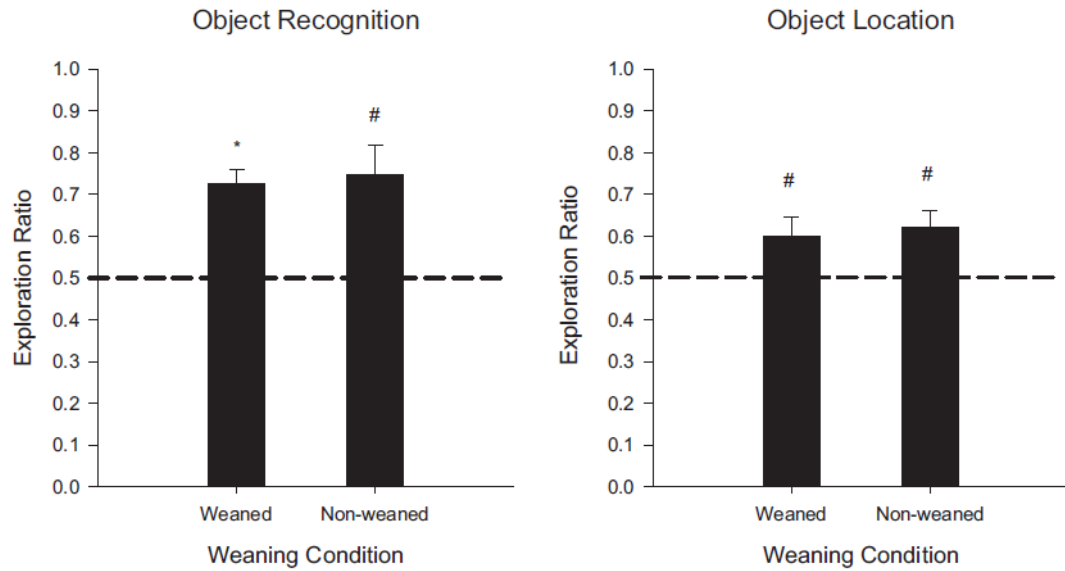 Object Recognition
1.0
0.9
0.8
0.7
0.6
0.5
0.4
0.3
0.2
0.1
0.0
Exploration Ratio
*
#
Weaned
Non-weaned
Weaning Condition
Object Location
1.0
0.9
0.8
0.7
0.6
0.5
0.4
0.3
0.2
0.1
0.0
Exploration Ratio
#
#
Weaned
Non-weaned
Weaning Condition